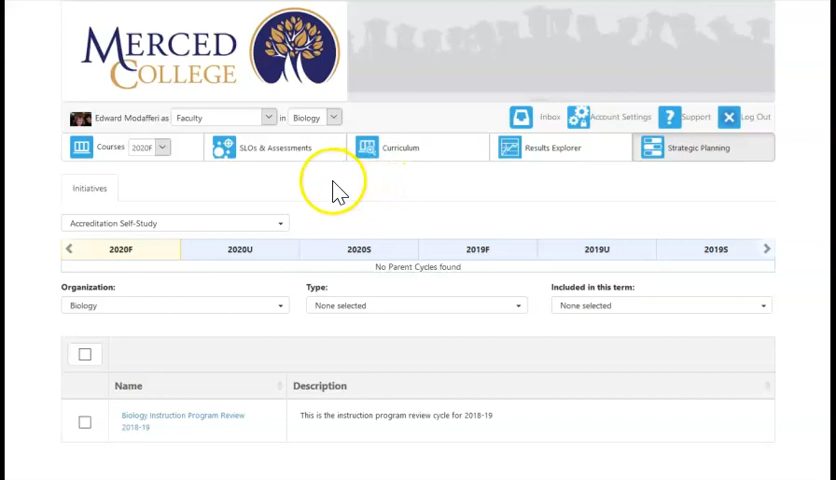 MERCED
COLLEGE
Edward Modafferi as Faculty in Biology
Inbox Account Settings Support Log Out
Courses 2020F SLOs & Assessments Curriculum Results Explorer Strategic Planning
Initiatives
Accreditation Self-Study
2020F 2020U 2020S 2019F 2019U 2019S
No Parent Cycles found
Organization: Type: Included in this term:
Biology None selected None selected
Name Description
Biology Instruction Program Review This is the instruction program review cycle for 2018-19
2018-19